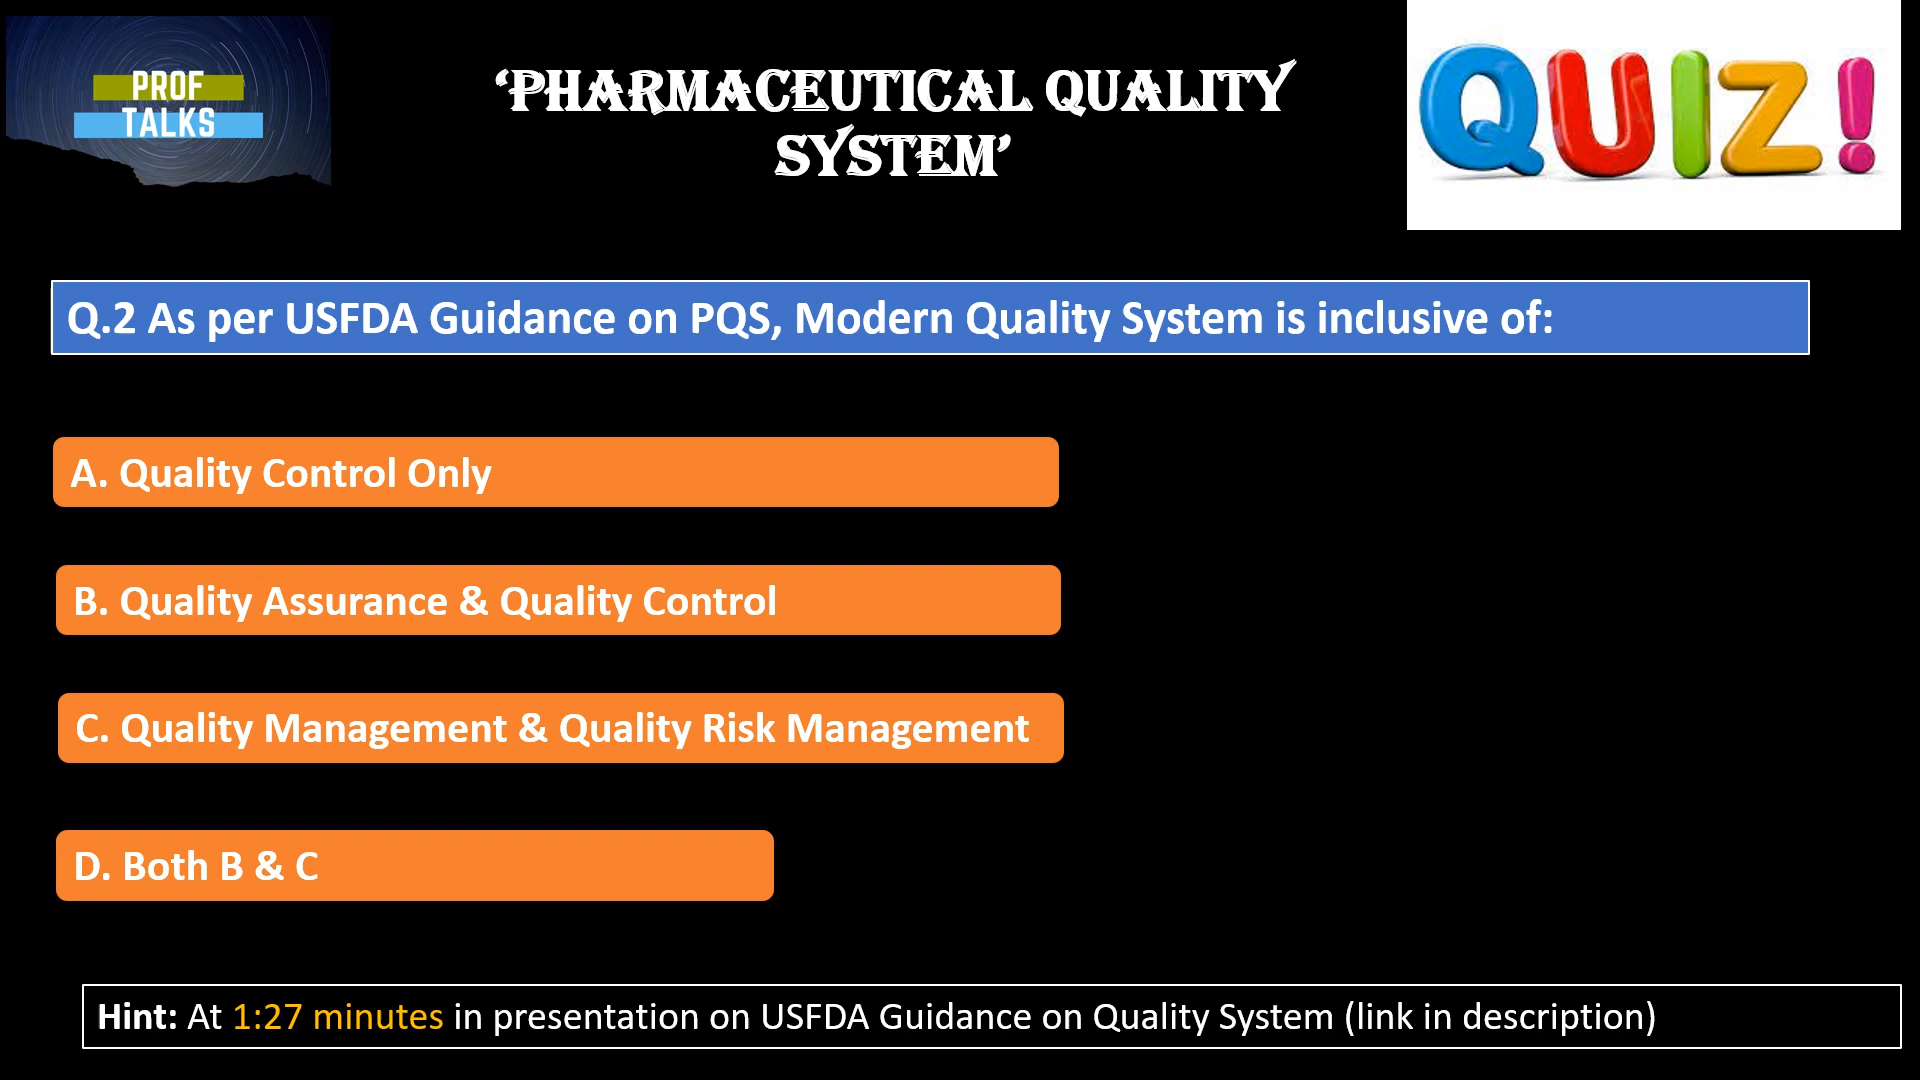 PROF
TALKS
‘PHARMACEUTICAL QUALITY
SYSTEM’
QUIZ!
Q.2 As per USFDA Guidance on PQS, Modern Quality System is inclusive of:
A. Quality Control Only
B. Quality Assurance & Quality Control
C. Quality Management & Quality Risk Management
D. Both B & C
Hint: At 1:27 minutes in presentation on USFDA Guidance on Quality System (link in description)